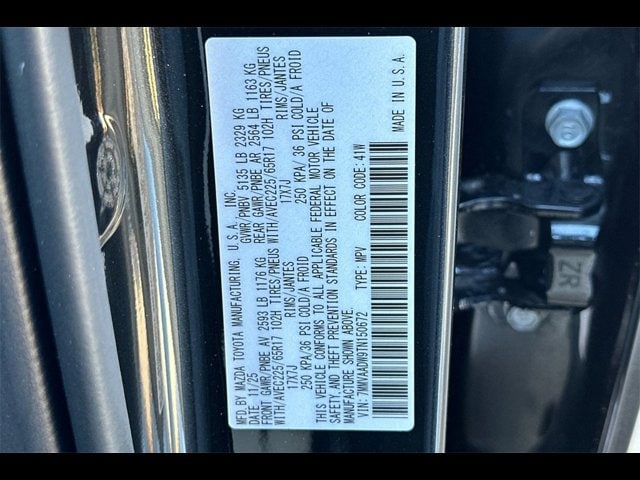 MFD. BY MAZDA TOYOTA MANUFACTURING, U.S.A. INC.
DATE 11/25 GVWR/PNBV 5135 LB 2329 KG
FRONT GAWR/PNBE AV 2593 LB 1176 KG REAR GAWR/PNBE AR 2564 LB 1163 KG
WITH/AVEC225/65R17 102H TIRES/PNEUS WITH/AVEC225/65R17 102H TIRES/PNEUS
17X7J RIMS/JANTES 17X7J RIMS/JANTES
250 KPA/36 PSI COLD/A FROID 250 KPA/36 PSI COLD/A FROID
THIS VEHICLE CONFORMS TO ALL APPLICABLE FEDERAL MOTOR VEHICLE
SAFETY, AND THEFT PREVENTION STANDARDS IN EFFECT ON THE DATE OF
MANUFACTURE SHOWN ABOVE.
VIN: 7MMVAADW9TN150672 TYPE: MPV COLOR CODE: 41W
MADE IN U.S.A.
ZR